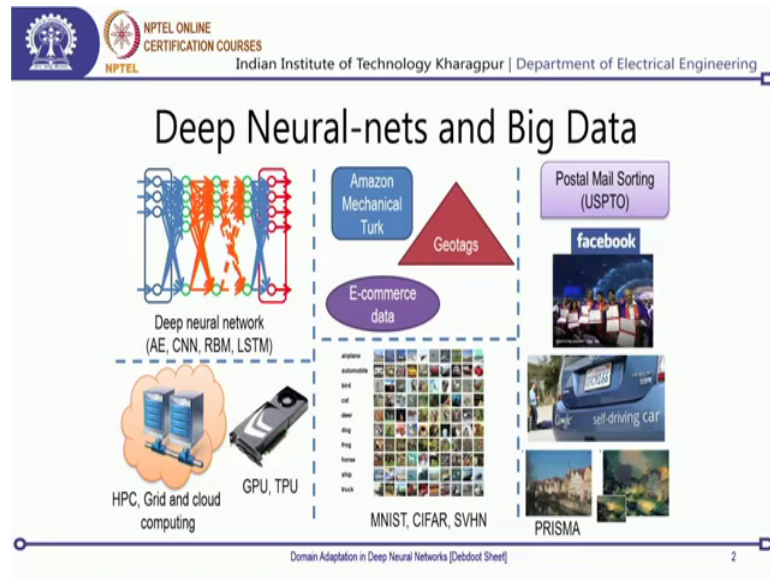 NPTEL ONLINE
CERTIFICATION COURSES
NPTEL
Indian Institute of Technology Kharagpur | Department of Electrical Engineering
Deep Neural-nets and Big Data
Deep neural network
(AE, CNN, RBM, LSTM)
HPC, Grid and cloud
computing
GPU, TPU
Amazon
Mechanical
Turk
Geotags
E-commerce
data
airplane
automobile
bird
cat
deer
dog
frog
horse
ship
truck
MNIST, CIFAR, SVHN
Postal Mail Sorting
(USPTO)
facebook
Google
self-driving car
PRISMA
Domain Adaptation in Deep Neural Networks [Debdoot Sheet]
2